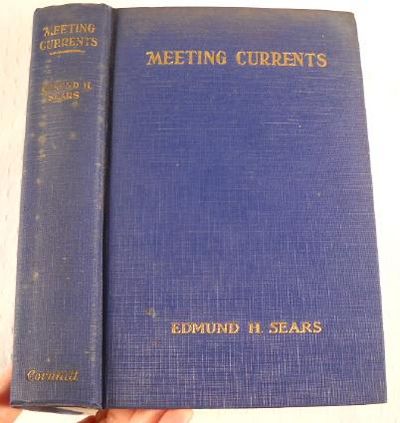 MEETING
CURRENTS
EDMUND H.
SEARS
Cornhill
MEETING CURRENTS
EDMUND H. SEARS